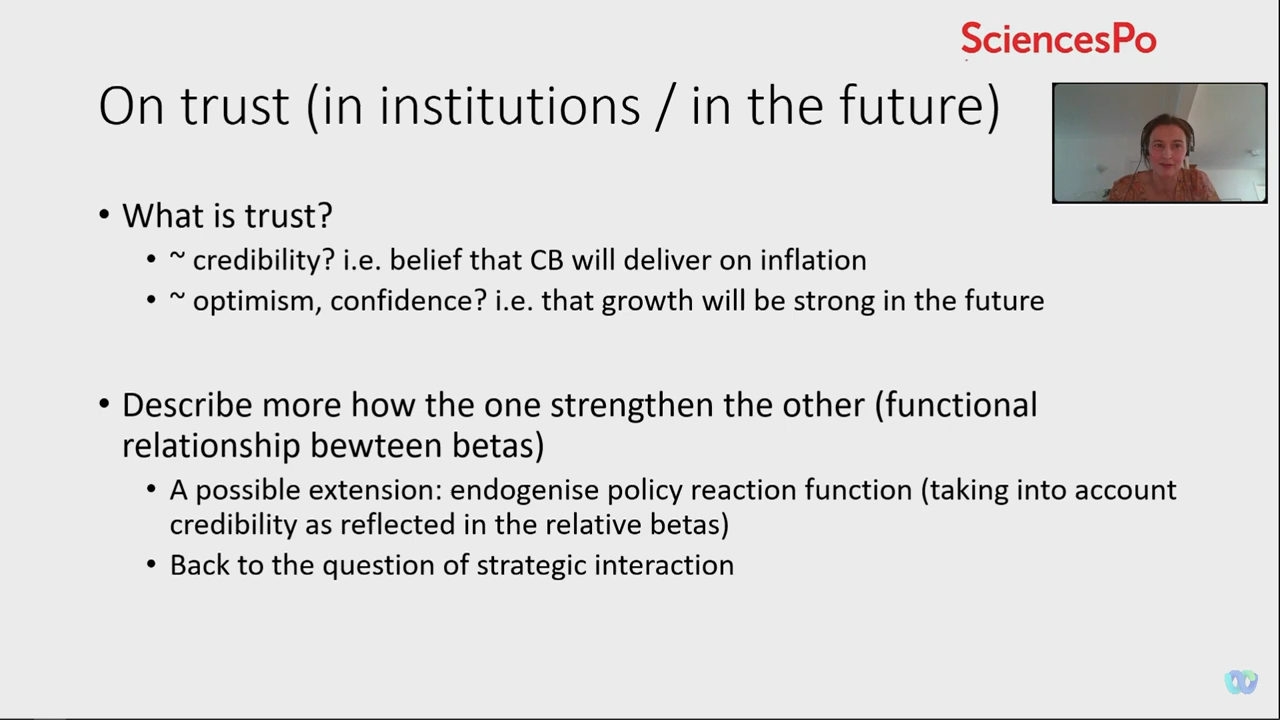 SciencesPo
On trust (in institutions / in the future)
• What is trust?
• ~ credibility? i.e. belief that CB will deliver on inflation
• ~ optimism, confidence? i.e. that growth will be strong in the future
• Describe more how the one strengthen the other (functional
relationship bewteen betas)
• A possible extension: endogenise policy reaction function (taking into account
credibility as reflected in the relative betas)
• Back to the question of strategic interaction